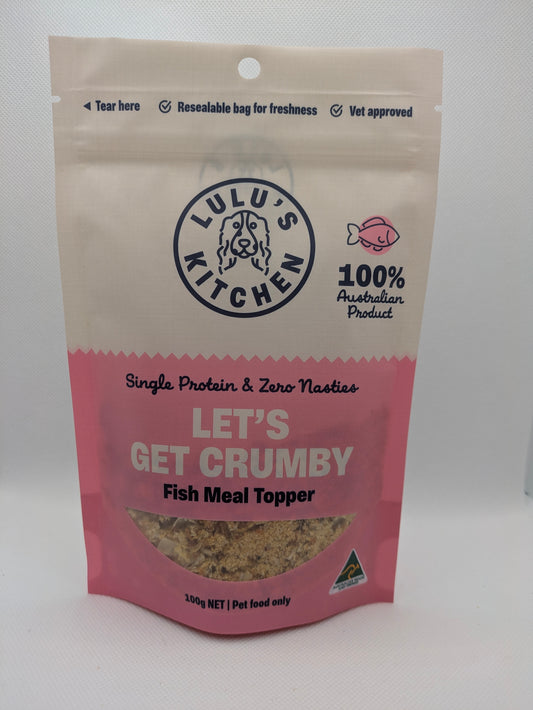 Tear here
Resealable bag for freshness
Vet approved
LULU'S
KITCHEN
100%
Australian
Product
Single Protein & Zero Nasties
LET'S
GET CRUMBY
Fish Meal Topper
100g NET | Pet food only